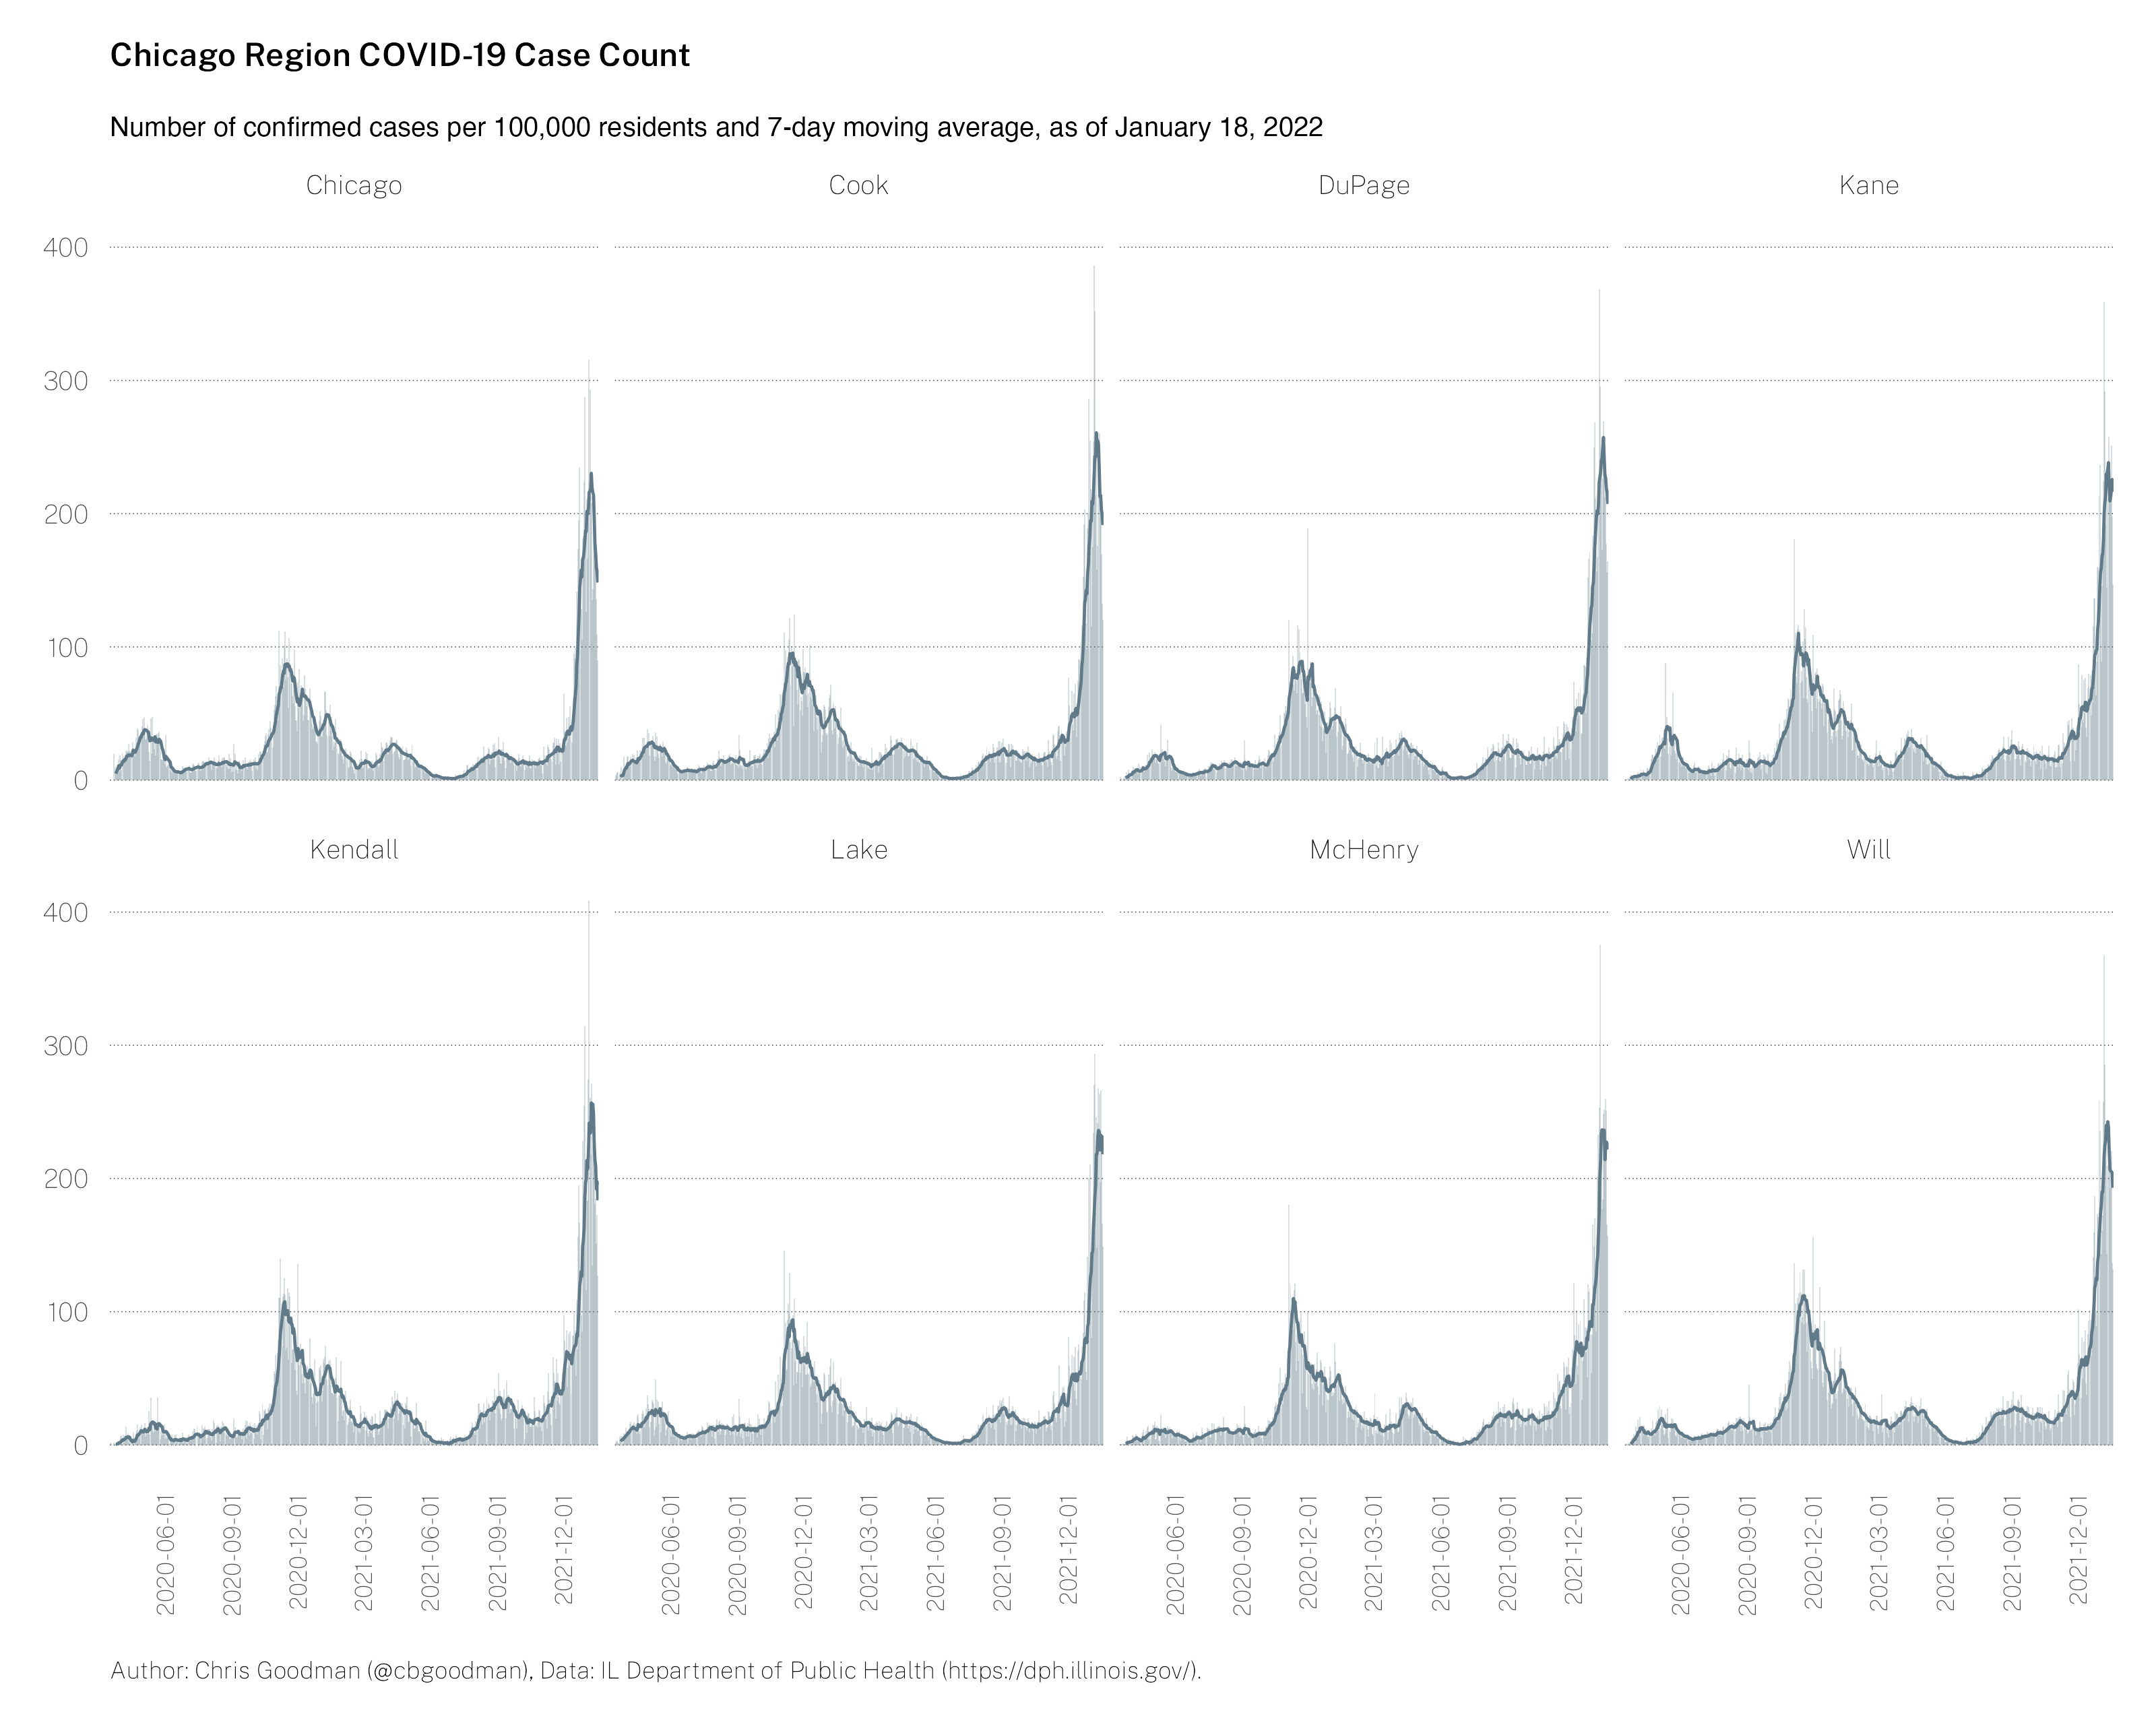 Chicago Region COVID-19 Case Count
Number of confirmed cases per 100,000 residents and 7-day moving average, as of January 18, 2022
Chicago Cook DuPage Kane
400
300
200
100
0
Kendall Lake McHenry Will
400
300
200
100
0
2020-06-01 2020-09-01 2020-12-01 2021-03-01 2021-06-01 2021-09-01 2021-12-01 2020-06-01 2020-09-01 2020-12-01 2021-03-01 2021-06-01 2021-09-01 2021-12-01 2020-06-01 2020-09-01 2020-12-01 2021-03-01 2021-06-01 2021-09-01 2021-12-01 2020-06-01 2020-09-01 2020-12-01 2021-03-01 2021-06-01 2021-09-01 2021-12-01
Author: Chris Goodman (@cbgoodman), Data: IL Department of Public Health (https://dph.illinois.gov/).